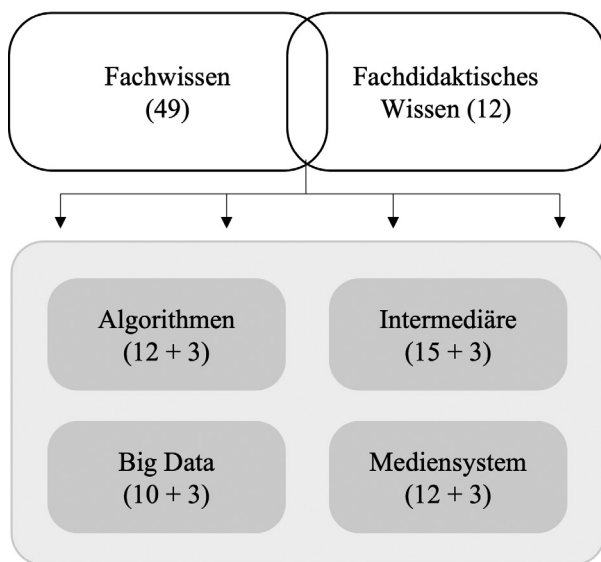 Fachwissen
(49)
Fachdidaktisches
Wissen (12)
Algorithmen
(12 + 3)
Intermediäre
(15 + 3)
Big Data
(10 + 3)
Mediensystem
(12 + 3)